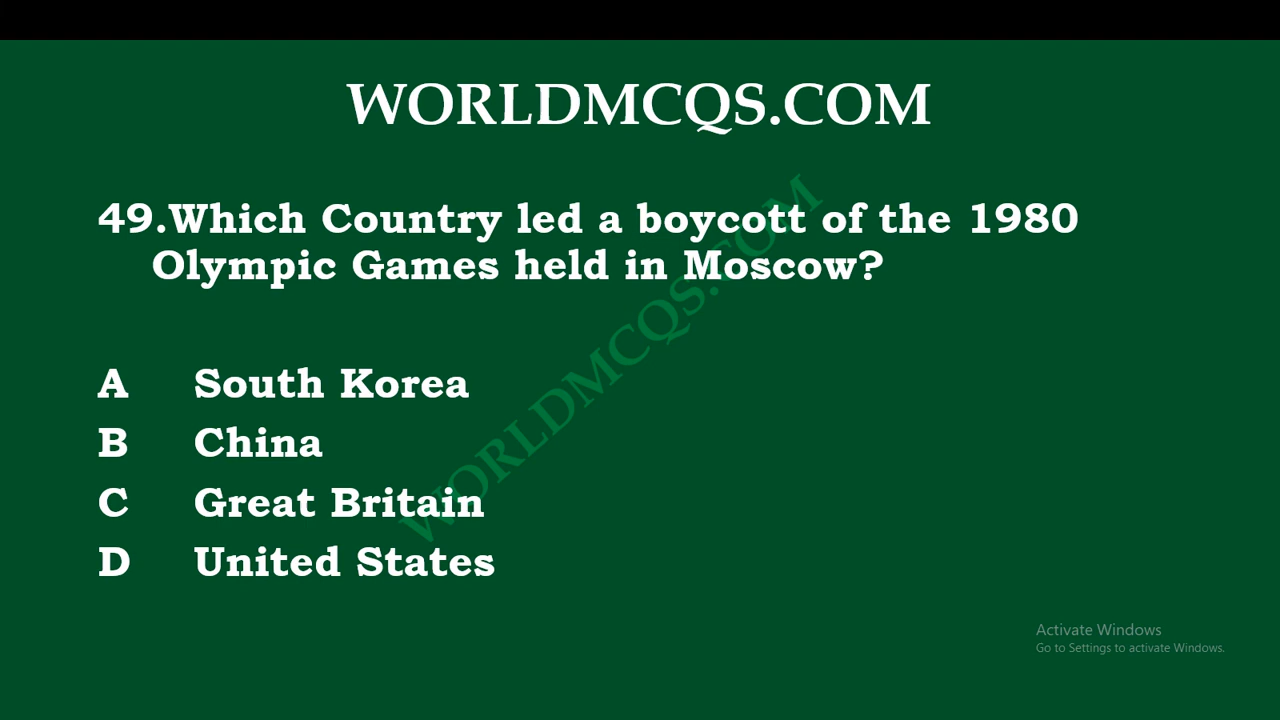 WORLDMCQS.COM
49.Which Country led a boycott of the 1980
Olympic Games held in Moscow?
WORLDMCQS.COM
A South Korea
B China
C Great Britain
D United States
Activate Windows
Go to Settings to activate Windows.